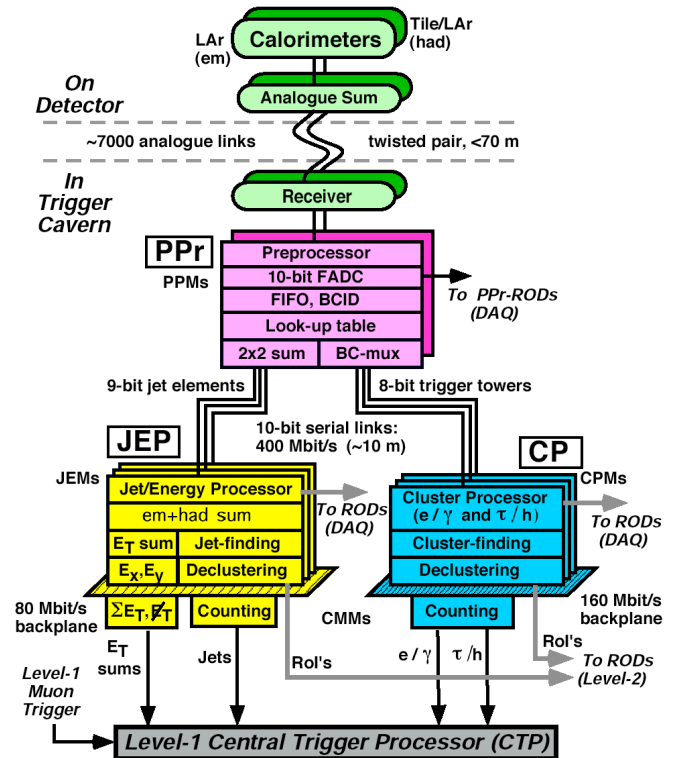 LAr
(em)
Calorimeters
Tile/LAr
(had)
On
Detector
Analogue Sum
~7000 analogue links
twisted pair, <70 m
In
Trigger
Cavern
Receiver
PPr
PPMs
Preprocessor
10-bit FADC
FIFO, BCID
Look-up table
2x2 sum
BC-mux
To PPr-RODs
(DAQ)
9-bit jet elements
8-bit trigger towers
10-bit serial links:
400 Mbit/s (~10 m)
JEP
CP
JEMs
CPMs
Jet/Energy Processor
em+had sum
ET sum
Jet-finding
Ex,Ey
Declustering
To RODs
(DAQ)
Cluster Processor
(e / γ and τ / h)
Cluster-finding
Declustering
To RODs
(DAQ)
80 Mbit/s
backplane
ΣET,E̸T
Counting
CMMs
Counting
160 Mbit/s
backplane
ET
sums
Jets
RoI's
e / γ
τ /h
RoI's
To RODs
(Level-2)
Level-1
Muon
Trigger
Level-1 Central Trigger Processor (CTP)